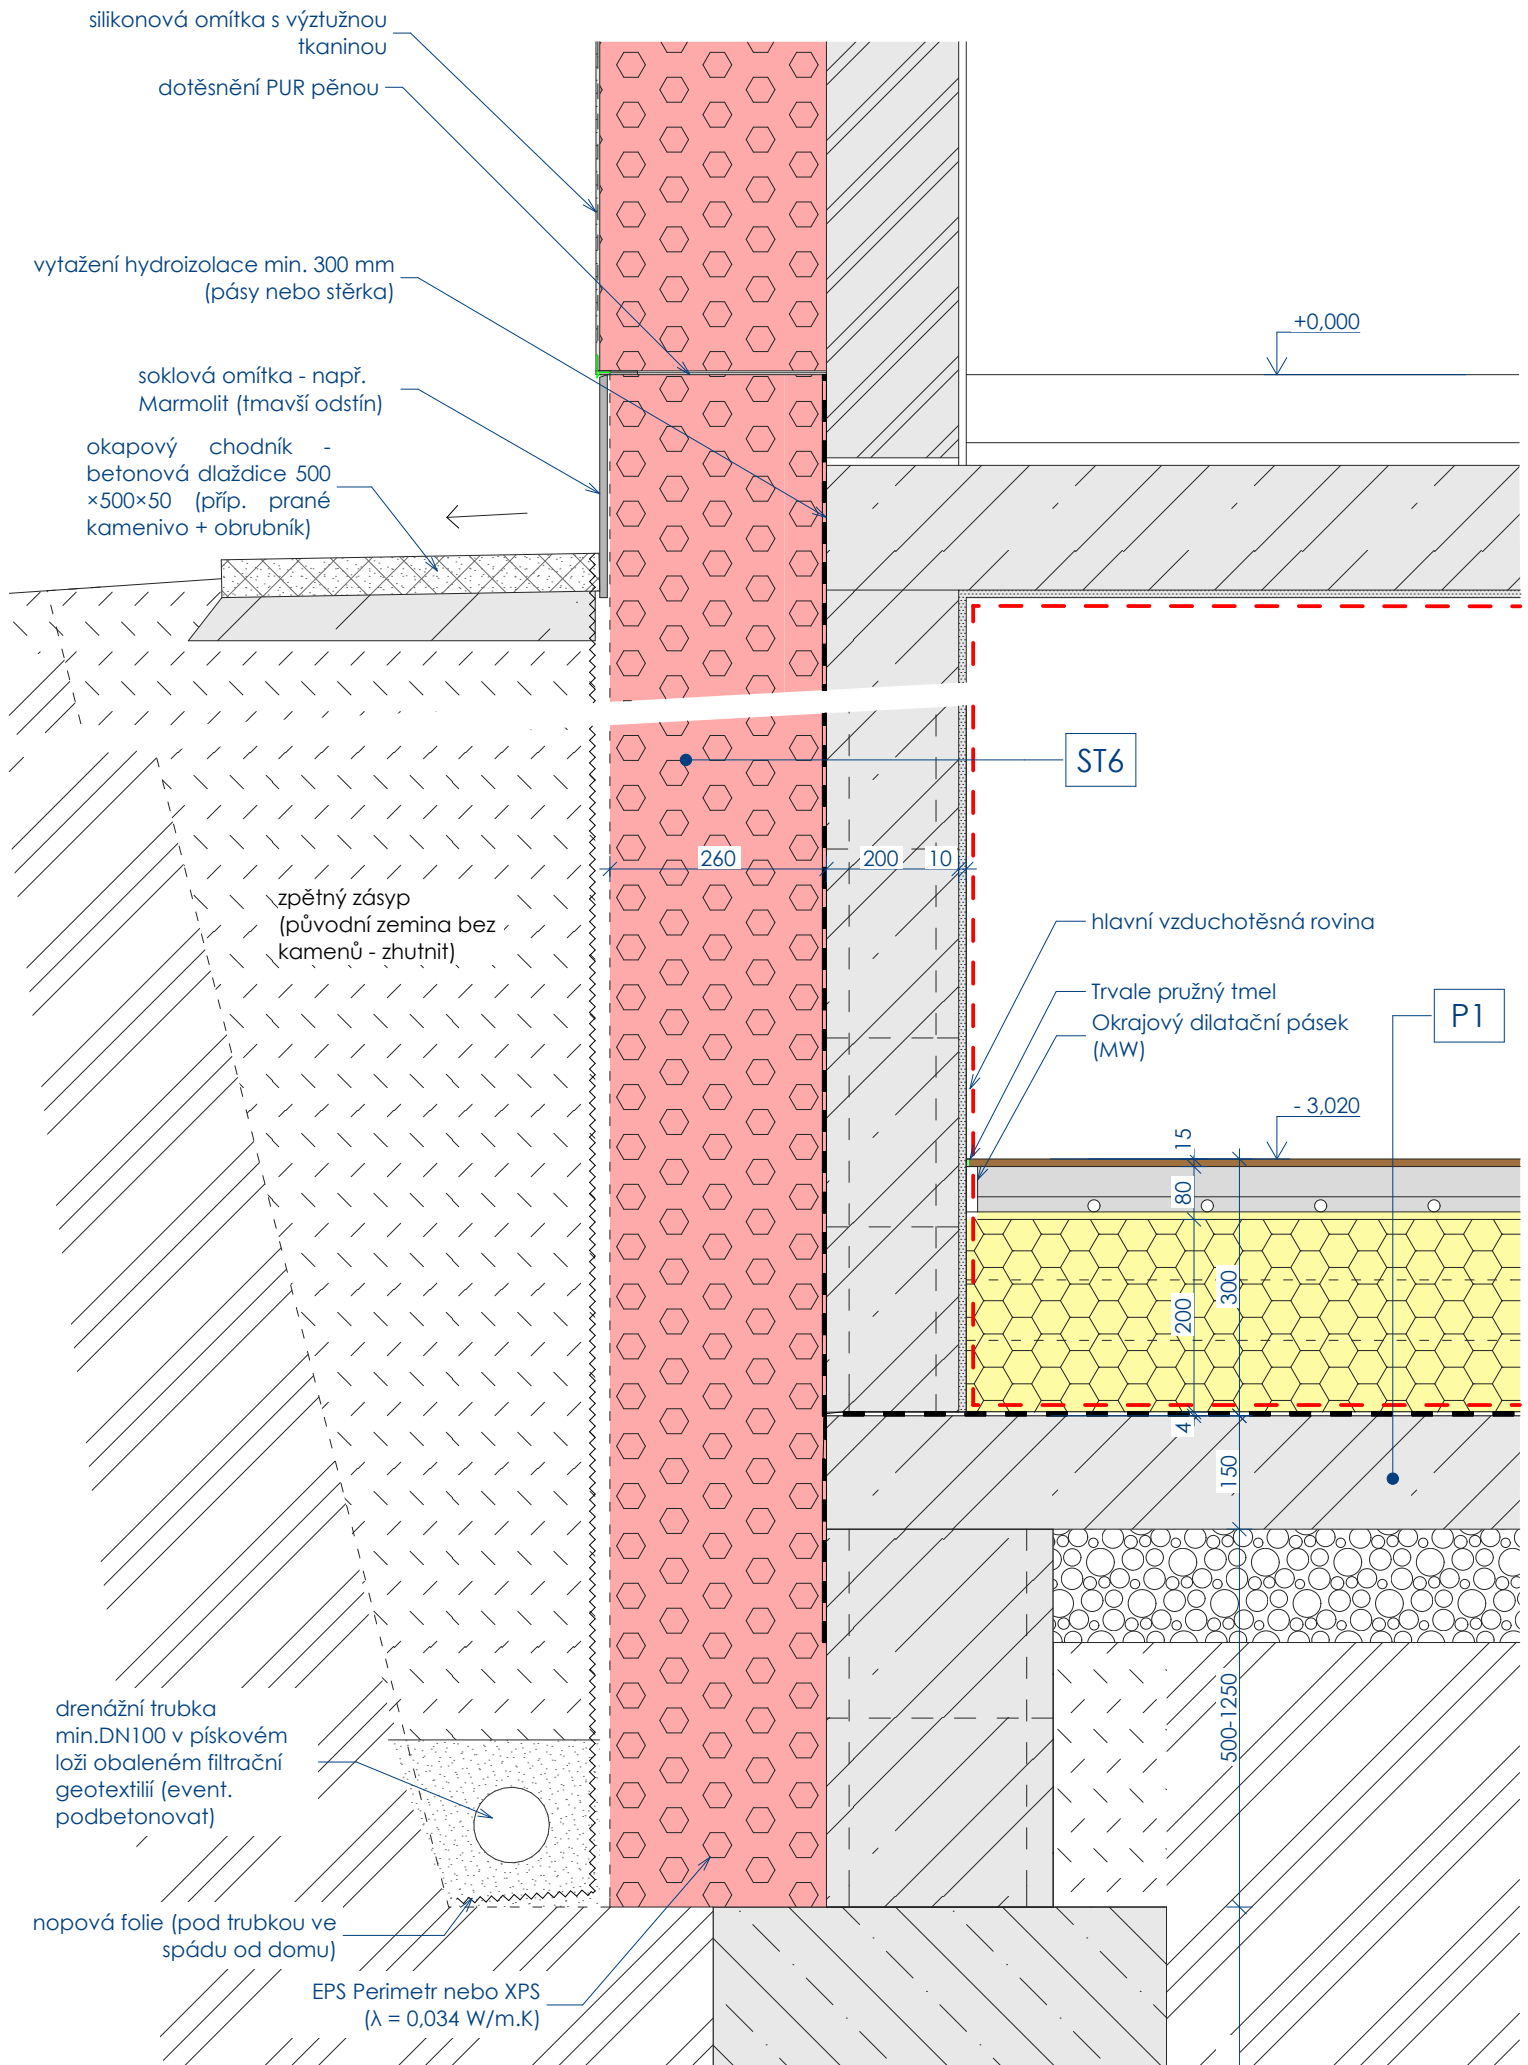 silikonová omítka s výztužnou
tkaninou
dotěsnění PUR pěnou
vytažení hydroizolace min. 300 mm
(pásy nebo stěrka)
+0,000
soklová omítka - např.
Marmolit (tmavší odstín)
okapový chodník -
betonová dlaždice 500
×500×50 (příp. prané
kamenivo + obrubník)
ST6
260
200
10
zpětný zásyp
(původní zemina bez
kamenů - zhutnit)
hlavní vzduchotěsná rovina
Trvale pružný tmel
Okrajový dilatační pásek
(MW)
P1
- 3,020
15
80
200
300
4
150
500-1250
drenážní trubka
min.DN100 v pískovém
loži obaleném filtrační
geotextilií (event.
podbetonovat)
nopová folie (pod trubkou ve
spádu od domu)
EPS Perimetr nebo XPS
(λ = 0,034 W/m.K)